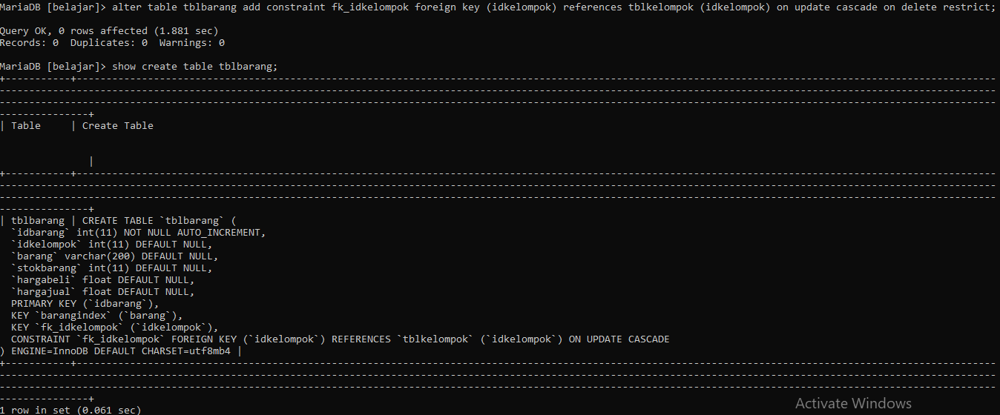 MariaDB [belajar]> alter table tblbarang add constraint fk_idkelompok foreign key (idkelompok) references tblkelompok (idkelompok) on update cascade on delete restrict;
Query OK, 0 rows affected (1.881 sec)
Records: 0  Duplicates: 0  Warnings: 0
MariaDB [belajar]> show create table tblbarang;
| Table     | Create Table
|
| tblbarang | CREATE TABLE `tblbarang` (
  `idbarang` int(11) NOT NULL AUTO_INCREMENT,
  `idkelompok` int(11) DEFAULT NULL,
  `barang` varchar(200) DEFAULT NULL,
  `stokbarang` int(11) DEFAULT NULL,
  `hargabeli` float DEFAULT NULL,
  `hargajual` float DEFAULT NULL,
  PRIMARY KEY (`idbarang`),
  KEY `barangindex` (`barang`),
  KEY `fk_idkelompok` (`idkelompok`),
  CONSTRAINT `fk_idkelompok` FOREIGN KEY (`idkelompok`) REFERENCES `tblkelompok` (`idkelompok`) ON UPDATE CASCADE
) ENGINE=InnoDB DEFAULT CHARSET=utf8mb4 |
1 row in set (0.061 sec)
Activate Windows